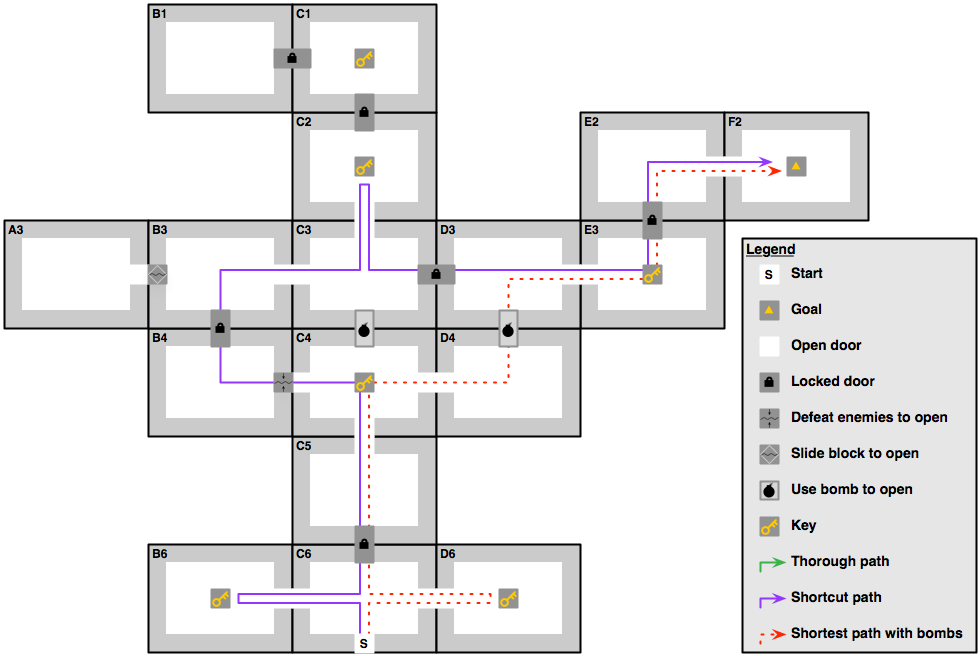 B1
C1
C2
E2
F2
A3
B3
C3
D3
E3
B4
C4
D4
C5
B6
C6
D6
S
Legend
S Start
Goal
Open door
Locked door
Defeat enemies to open
Slide block to open
Use bomb to open
Key
Thorough path
Shortcut path
Shortest path with bombs